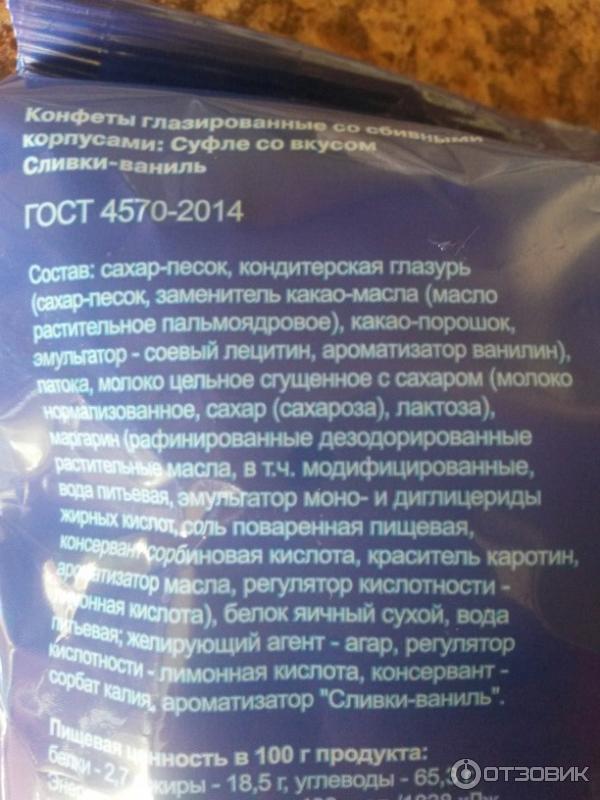 Конфеты глазированные со сбивными
корпусами: Суфле со вкусом
Сливки-ваниль
ГОСТ 4570-2014
Состав: сахар-песок, кондитерская глазурь
(сахар-песок, заменитель какао-масла (масло
растительное пальмоядровое), какао-порошок,
эмульгатор - соевый лецитин, ароматизатор ванилин),
патока, молоко цельное сгущенное с сахаром (молоко
нормализованное, сахар (сахароза), лактоза),
маргарин (рафинированные дезодорированные
растительные масла, в т.ч. модифицированные,
вода питьевая, эмульгатор моно- и диглицериды
жирных кислот, соль поваренная пищевая,
консервант сорбиновая кислота, краситель каротин,
ароматизатор масла, регулятор кислотности -
лимонная кислота), белок яичный сухой, вода
питьевая; желирующий агент - агар, регулятор
кислотности - лимонная кислота, консервант -
сорбат калия, ароматизатор "Сливки-ваниль".
Пищевая ценность в 100 г продукта:
белки - 2,7 жиры - 18,5 г, углеводы - 65,3
ОТЗОВИК